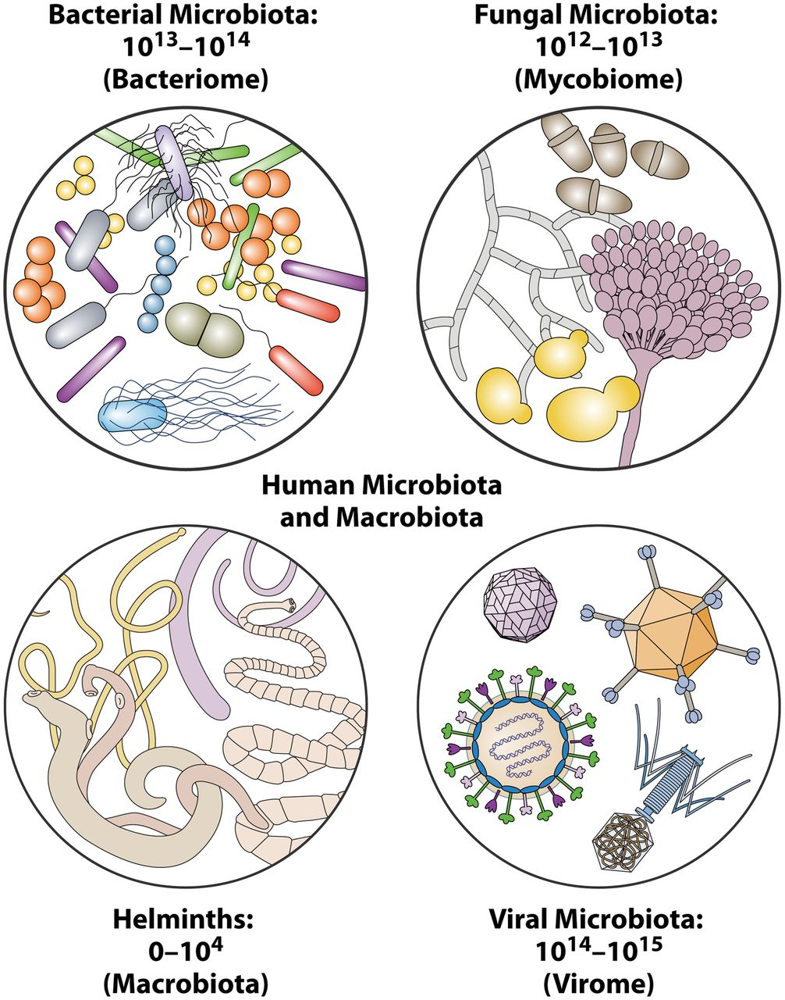 Bacterial Microbiota:
10¹³–10¹⁴
(Bacteriome)
Fungal Microbiota:
10¹²–10¹³
(Mycobiome)
Human Microbiota
and Macrobiota
Helminths:
0–10⁴
(Macrobiota)
Viral Microbiota:
10¹⁴–10¹⁵
(Virome)